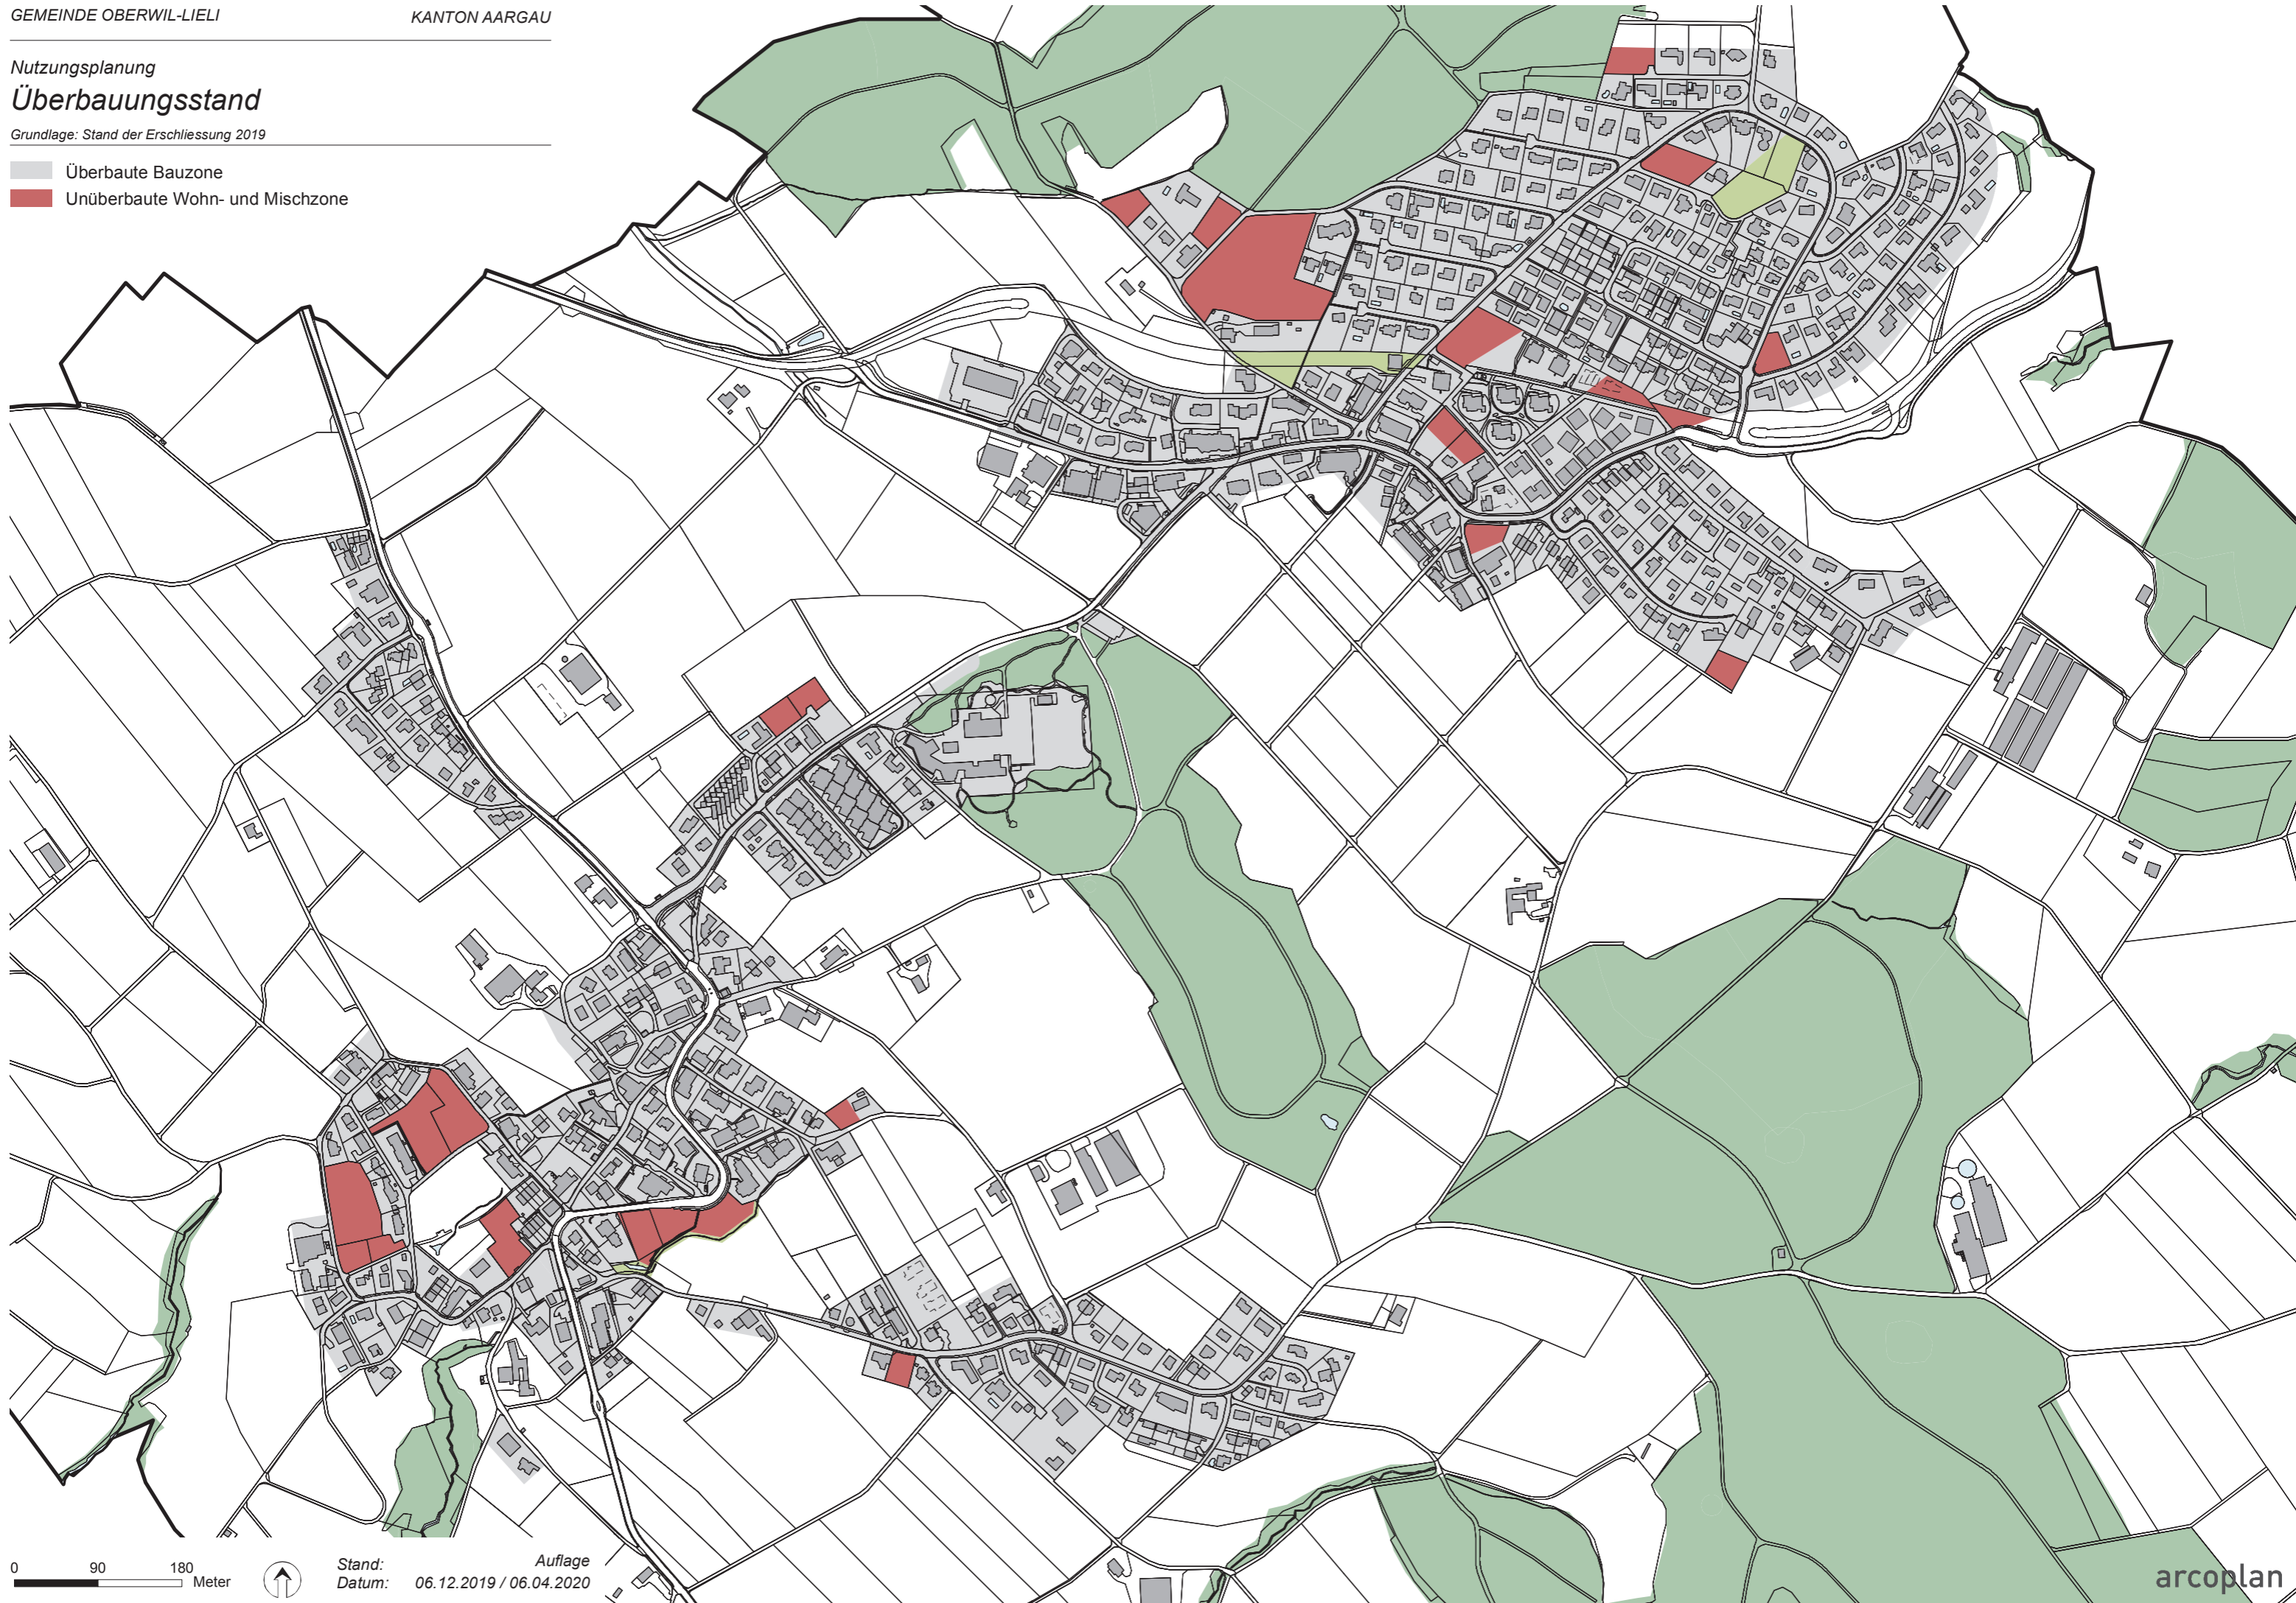 GEMEINDE OBERWIL-LIELI KANTON AARGAU
Nutzungsplanung
Überbauungsstand
Grundlage: Stand der Erschliessung 2019
Überbaute Bauzone
Unüberbaute Wohn- und Mischzone
0 90 180
Meter
Stand: Auflage
Datum: 06.12.2019 / 06.04.2020
arcoplan